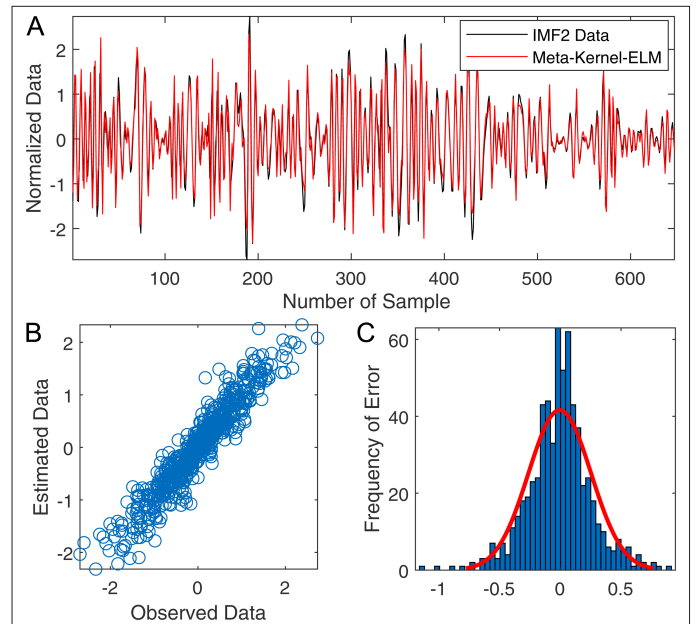 A
IMF2 Data
Meta-Kernel-ELM
Normalized Data
2
1
0
-1
-2
100 200 300 400 500 600
Number of Sample
B
Estimated Data
2
1
0
-1
-2
-2 0 2
Observed Data
C
Frequency of Error
60
40
20
0
-1 -0.5 0 0.5